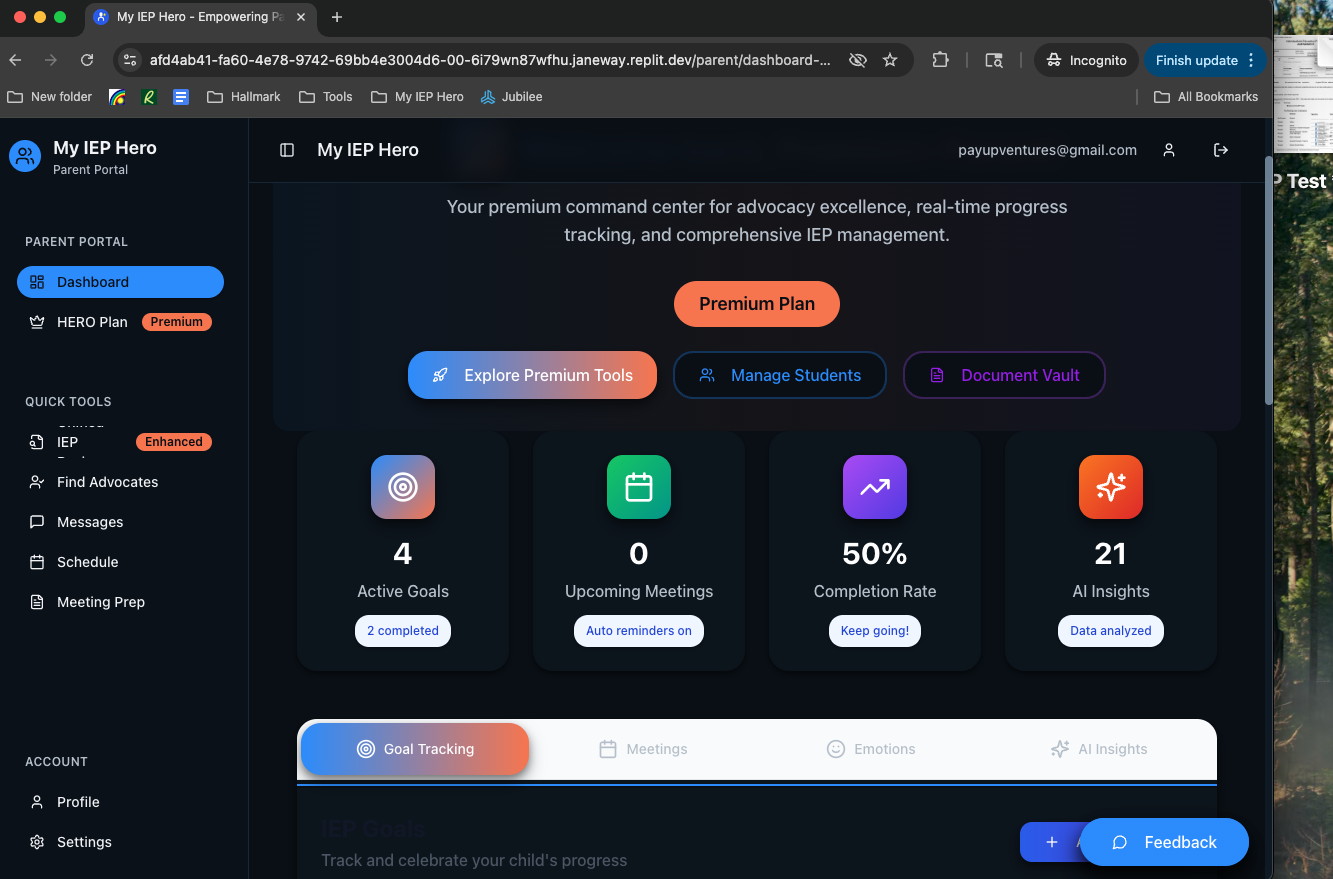 My IEP Hero - Empowering Pa
afd4ab41-fa60-4e78-9742-69bb4e3004d6-00-6i79wn87wfhu.janeway.replit.dev/parent/dashboard-...
Incognito
Finish update
New folder
Hallmark
Tools
My IEP Hero
Jubilee
All Bookmarks
My IEP Hero
Parent Portal
My IEP Hero
payupventures@gmail.com
PARENT PORTAL
Dashboard
HERO Plan
Premium
QUICK TOOLS
IEP
Enhanced
Find Advocates
Messages
Schedule
Meeting Prep
ACCOUNT
Profile
Settings
Your premium command center for advocacy excellence, real-time progress
tracking, and comprehensive IEP management.
Premium Plan
Explore Premium Tools
Manage Students
Document Vault
4
Active Goals
2 completed
0
Upcoming Meetings
Auto reminders on
50%
Completion Rate
Keep going!
21
AI Insights
Data analyzed
Goal Tracking
Meetings
Emotions
AI Insights
IEP Goals
Track and celebrate your child's progress
Feedback
P Test